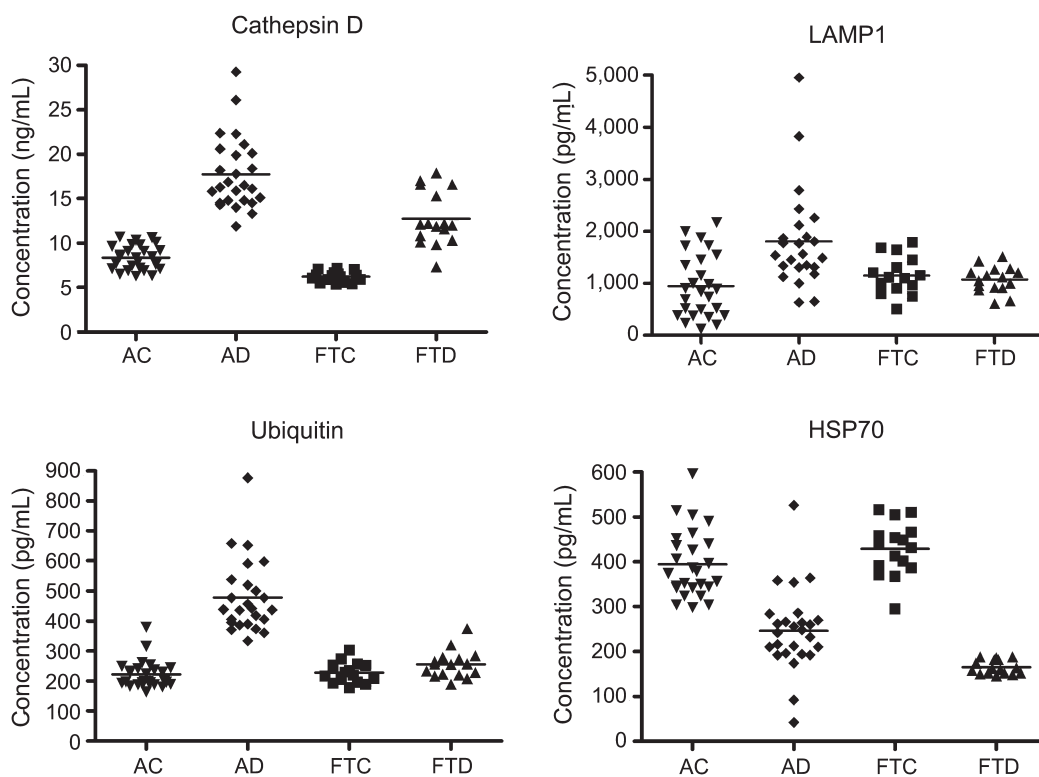 Cathepsin D
Concentration (ng/mL)
30
25
20
15
10
5
0
AC AD FTC FTD
LAMP1
Concentration (pg/mL)
5,000
4,000
3,000
2,000
1,000
0
AC AD FTC FTD
Ubiquitin
Concentration (pg/mL)
900
800
700
600
500
400
300
200
100
0
AC AD FTC FTD
HSP70
Concentration (pg/mL)
600
500
400
300
200
100
0
AC AD FTC FTD